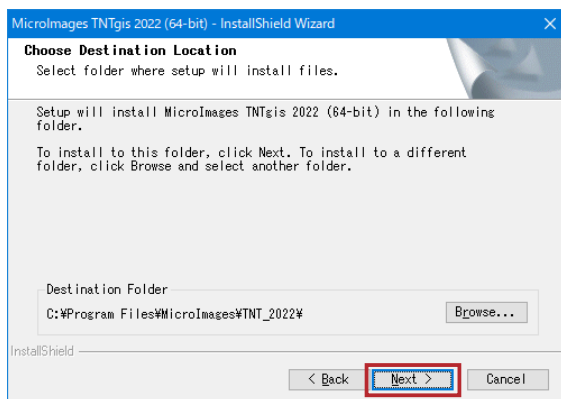 MicroImages TNTgis 2022 (64-bit) - InstallShield Wizard
Choose Destination Location
Select folder where setup will install files.
Setup will install MicroImages TNTgis 2022 (64-bit) in the following
folder.
To install to this folder, click Next. To install to a different
folder, click Browse and select another folder.
Destination Folder
C:¥Program Files¥MicroImages¥TNT_2022¥
Browse...
InstallShield
< Back
Next >
Cancel